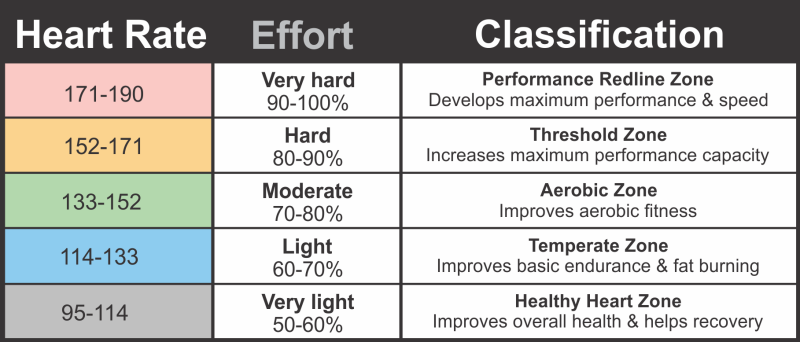 Heart Rate Effort Classification
171-190 Very hard 90-100% Performance Redline Zone
Develops maximum performance & speed
152-171 Hard 80-90% Threshold Zone
Increases maximum performance capacity
133-152 Moderate 70-80% Aerobic Zone
Improves aerobic fitness
114-133 Light 60-70% Temperate Zone
Improves basic endurance & fat burning
95-114 Very light 50-60% Healthy Heart Zone
Improves overall health & helps recovery